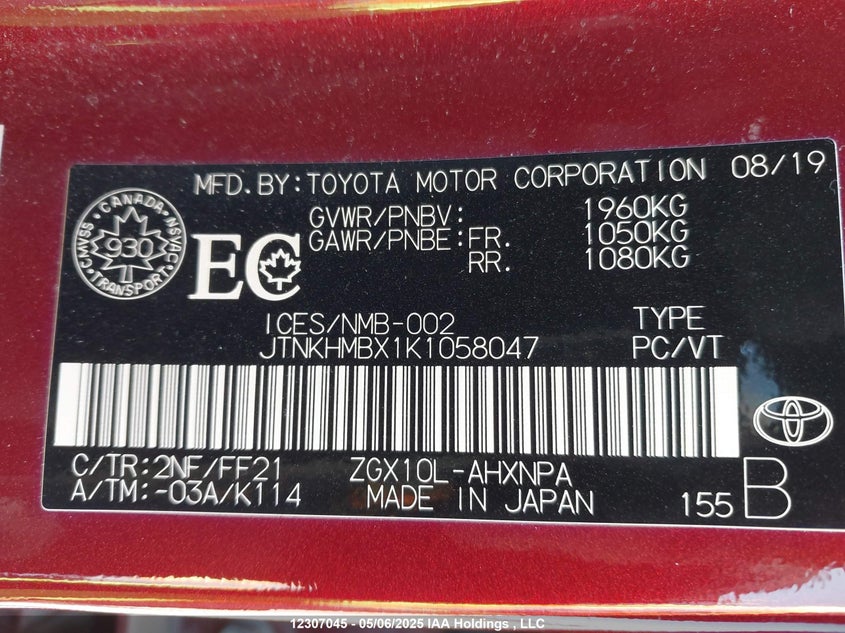 MFD.BY:TOYOTA MOTOR CORPORATION 08/19
GVWR/PNBV: 1960KG
GAWR/PNBE:FR. 1050KG
RR. 1080KG
CANADA
CMVSS
NSVAC
930
TRANSPORT
EC
ICES/NMB-002 TYPE
JTNKHMBX1K1058047 PC/VT
C/TR:2NF/FF21 ZGX10L-AHXNPA
A/TM:-03A/K114 MADE IN JAPAN 155 B
12307045 - 05/06/2025 IAA Holdings , LLC